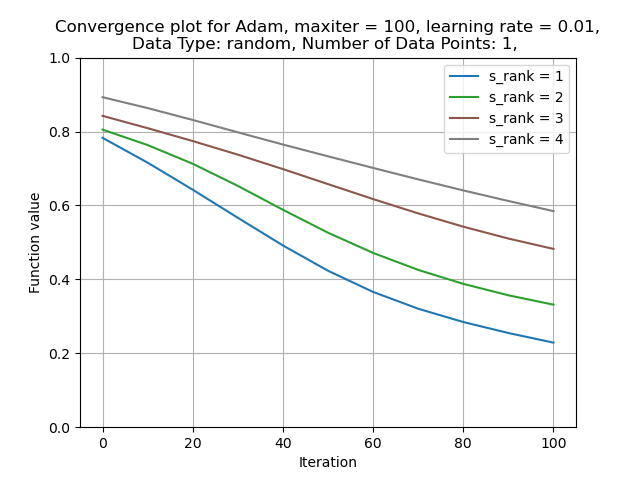 Convergence plot for Adam, maxiter = 100, learning rate = 0.01,
Data Type: random, Number of Data Points: 1,
1.0
0.8
0.6
0.4
0.2
0.0
Function value
s_rank = 1
s_rank = 2
s_rank = 3
s_rank = 4
0 20 40 60 80 100
Iteration